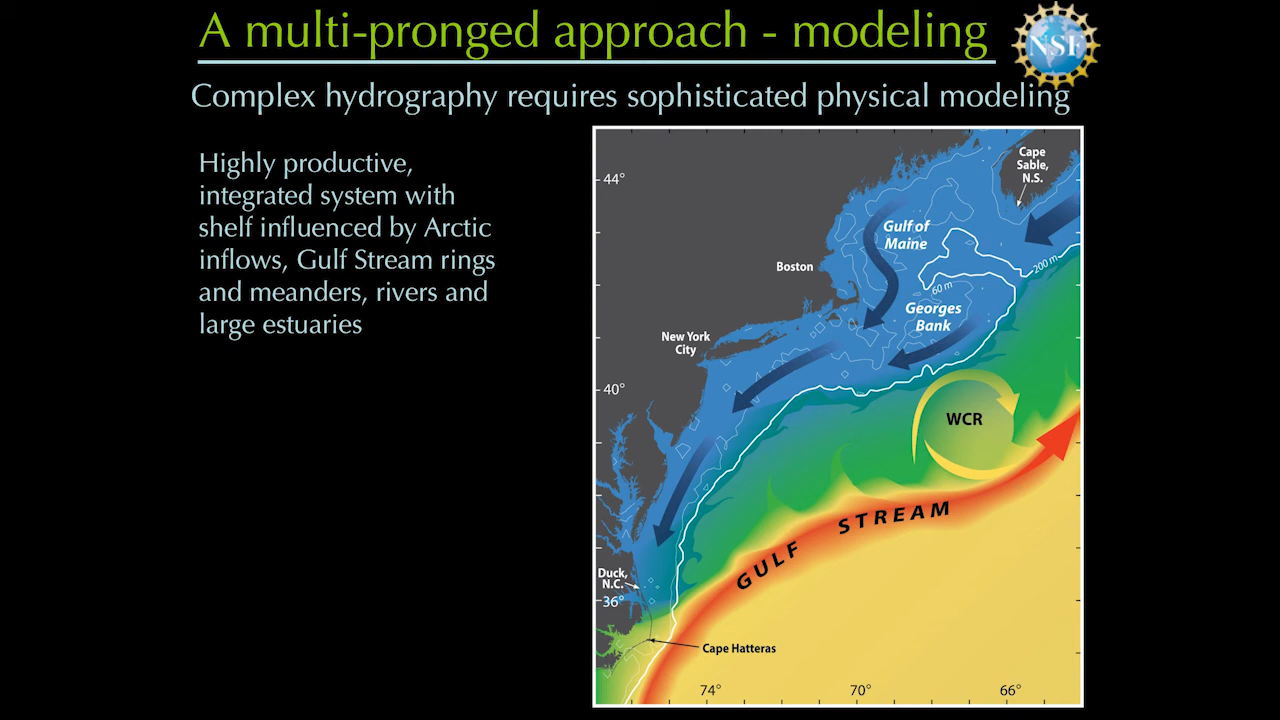 A multi-pronged approach - modeling
NSF
Complex hydrography requires sophisticated physical modeling
Highly productive,
integrated system with
shelf influenced by Arctic
inflows, Gulf Stream rings
and meanders, rivers and
large estuaries
Cape
Sable,
N.S.
44°
Gulf of
Maine
Boston
200 m
60 m
Georges
Bank
New York
City
40°
WCR
GULF STREAM
Duck,
N.C.
36°
Cape Hatteras
74°
70°
66°